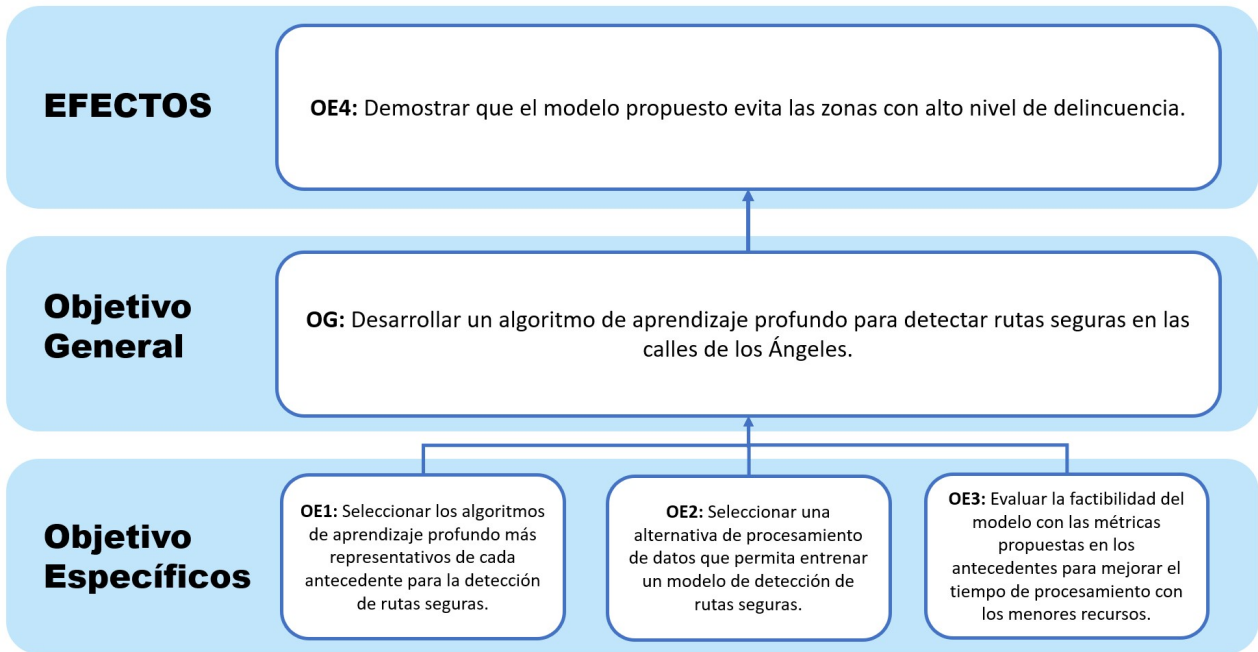 EFECTOS
OE4: Demostrar que el modelo propuesto evita las zonas con alto nivel de delincuencia.
Objetivo
General
OG: Desarrollar un algoritmo de aprendizaje profundo para detectar rutas seguras en las
calles de los Ángeles.
Objetivo
Específicos
OE1: Seleccionar los algoritmos
de aprendizaje profundo más
representativos de cada
antecedente para la detección
de rutas seguras.
OE2: Seleccionar una
alternativa de procesamiento
de datos que permita entrenar
un modelo de detección de
rutas seguras.
OE3: Evaluar la factibilidad del
modelo con las métricas
propuestas en los
antecedentes para mejorar el
tiempo de procesamiento con
los menores recursos.